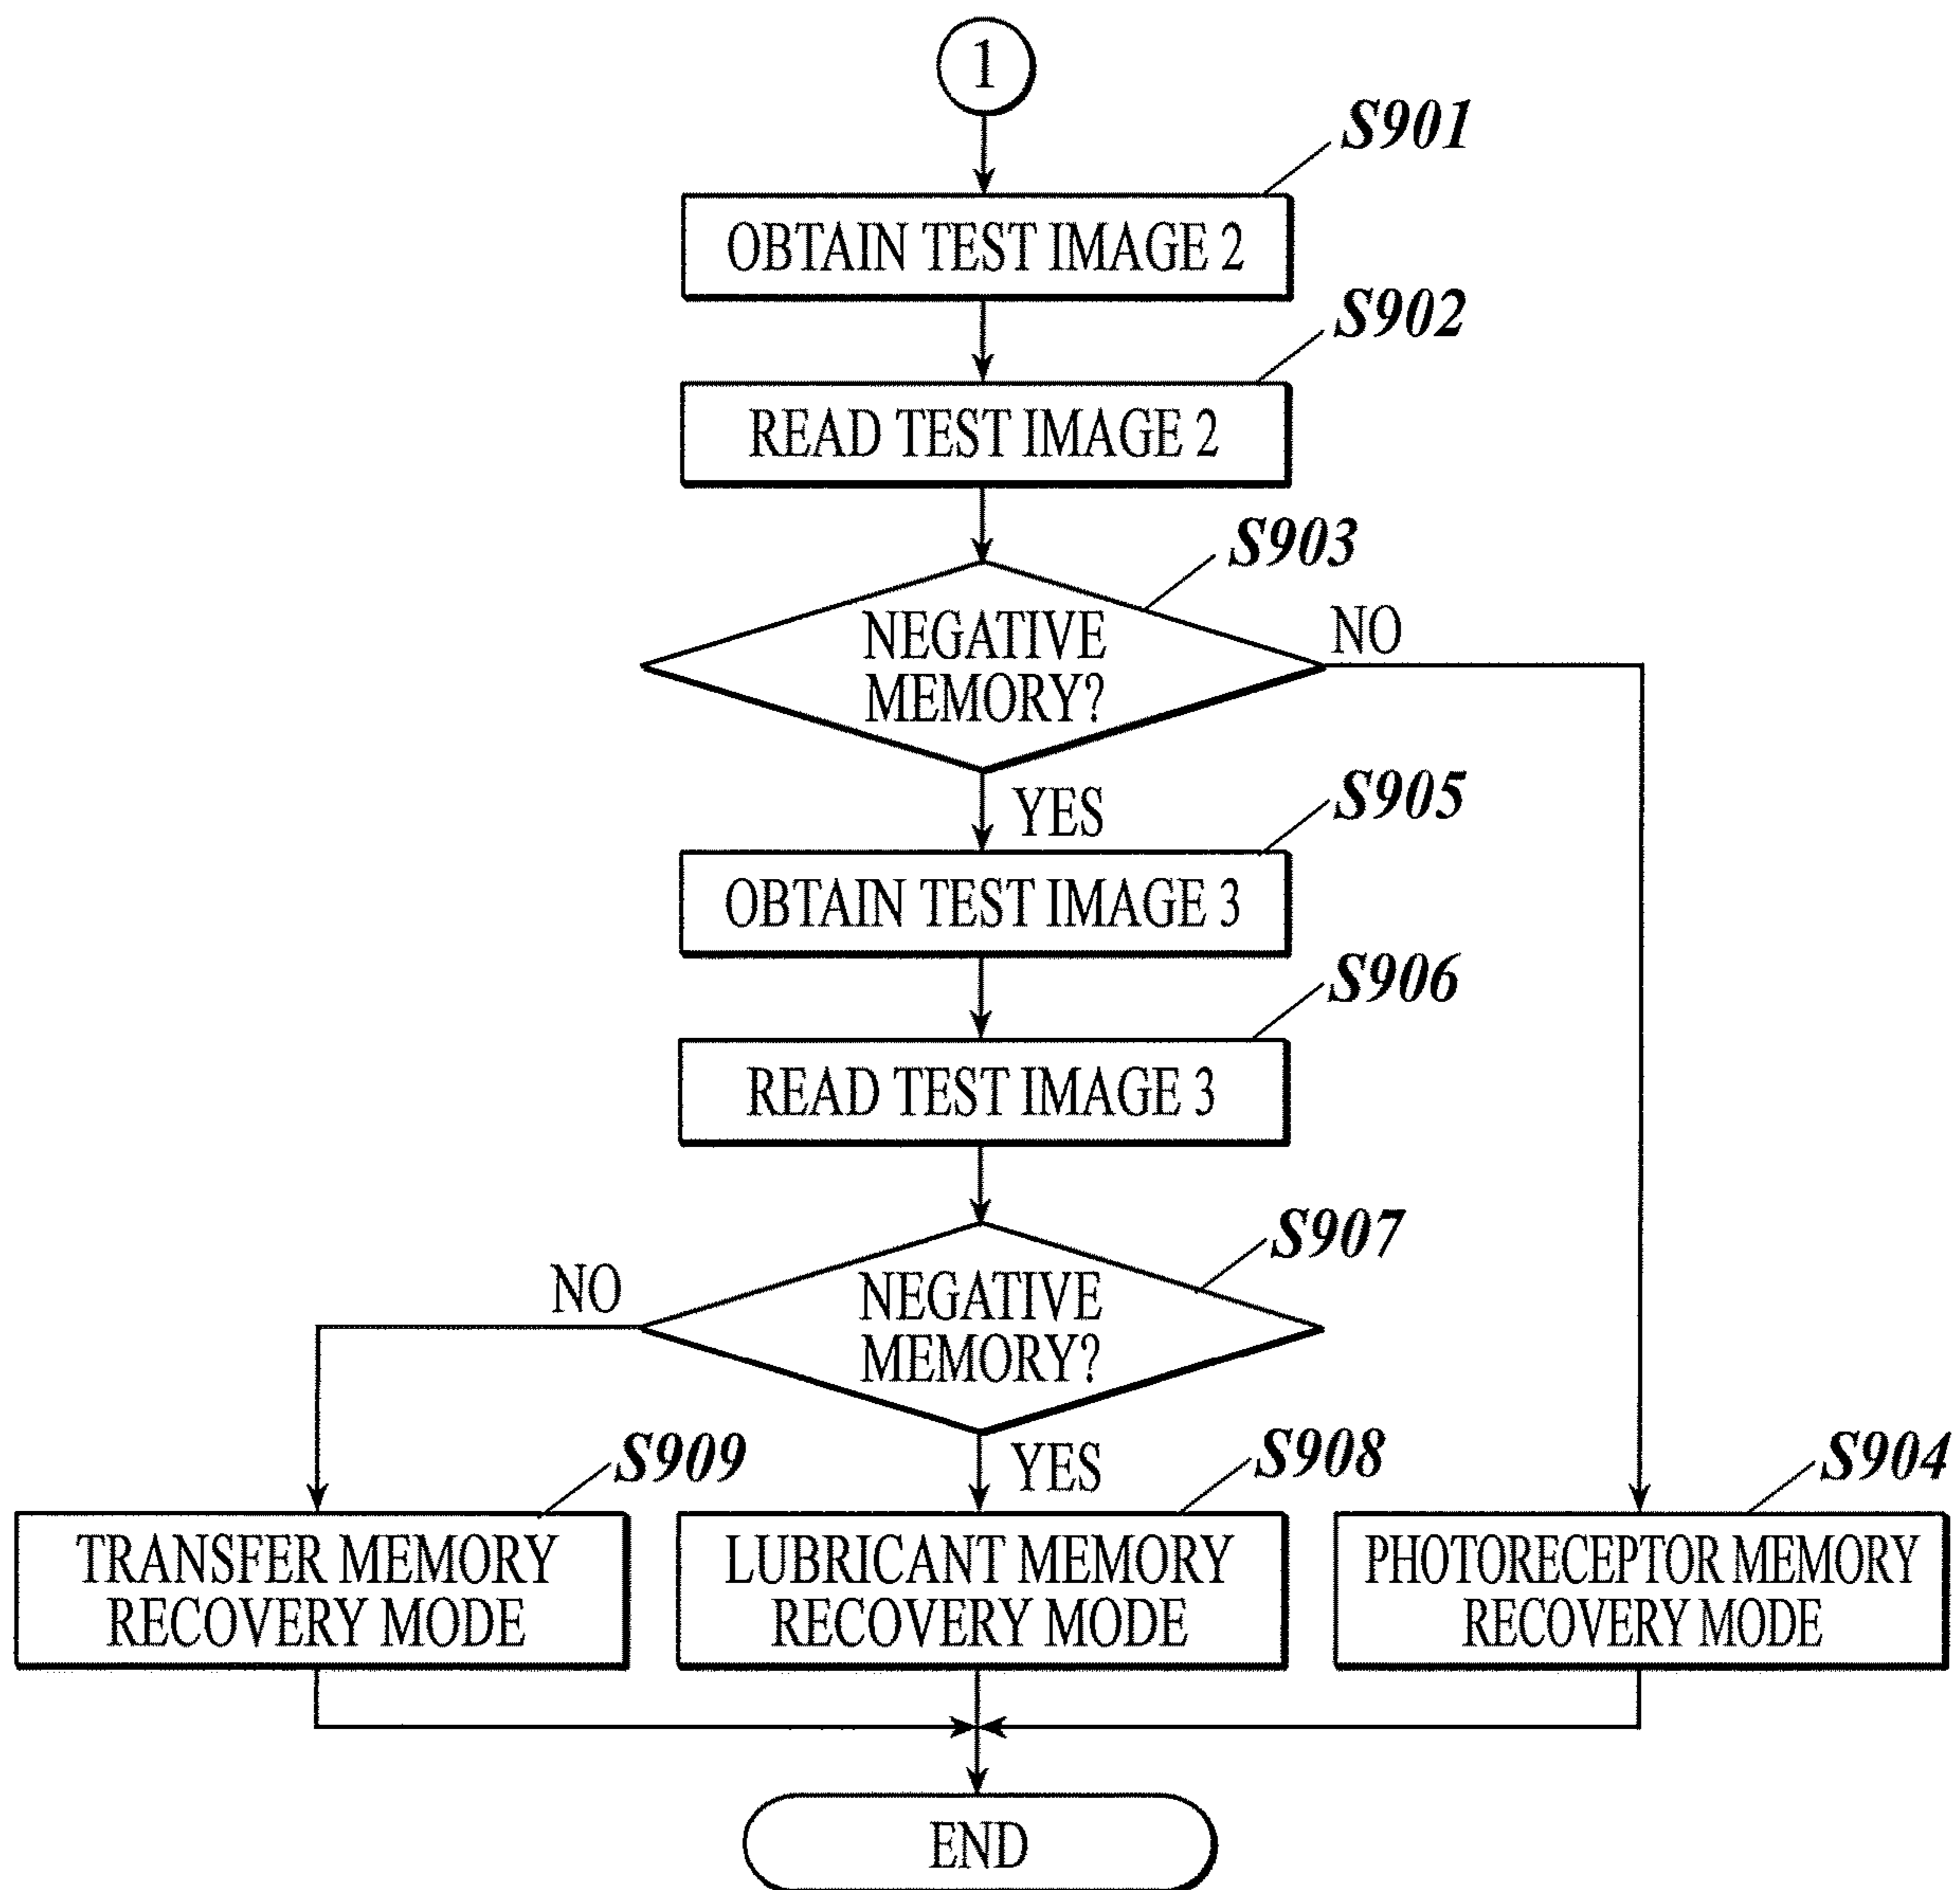 1
S901
OBTAIN TEST IMAGE 2
S902
READ TEST IMAGE 2
S903
NEGATIVE
MEMORY?
NO
YES
S905
OBTAIN TEST IMAGE 3
S906
READ TEST IMAGE 3
S907
NEGATIVE
MEMORY?
NO
YES
S909
TRANSFER MEMORY
RECOVERY MODE
S908
LUBRICANT MEMORY
RECOVERY MODE
S904
PHOTORECEPTOR MEMORY
RECOVERY MODE
END